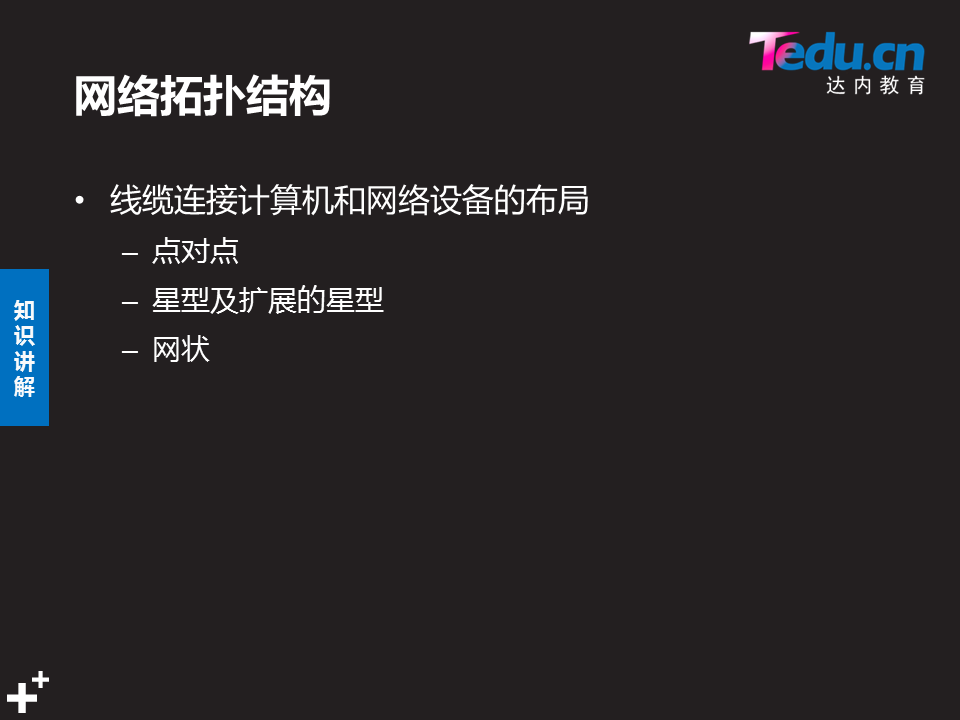 Tedu.cn
达内教育
网络拓扑结构
• 线缆连接计算机和网络设备的布局
– 点对点
– 星型及扩展的星型
– 网状
知识讲解